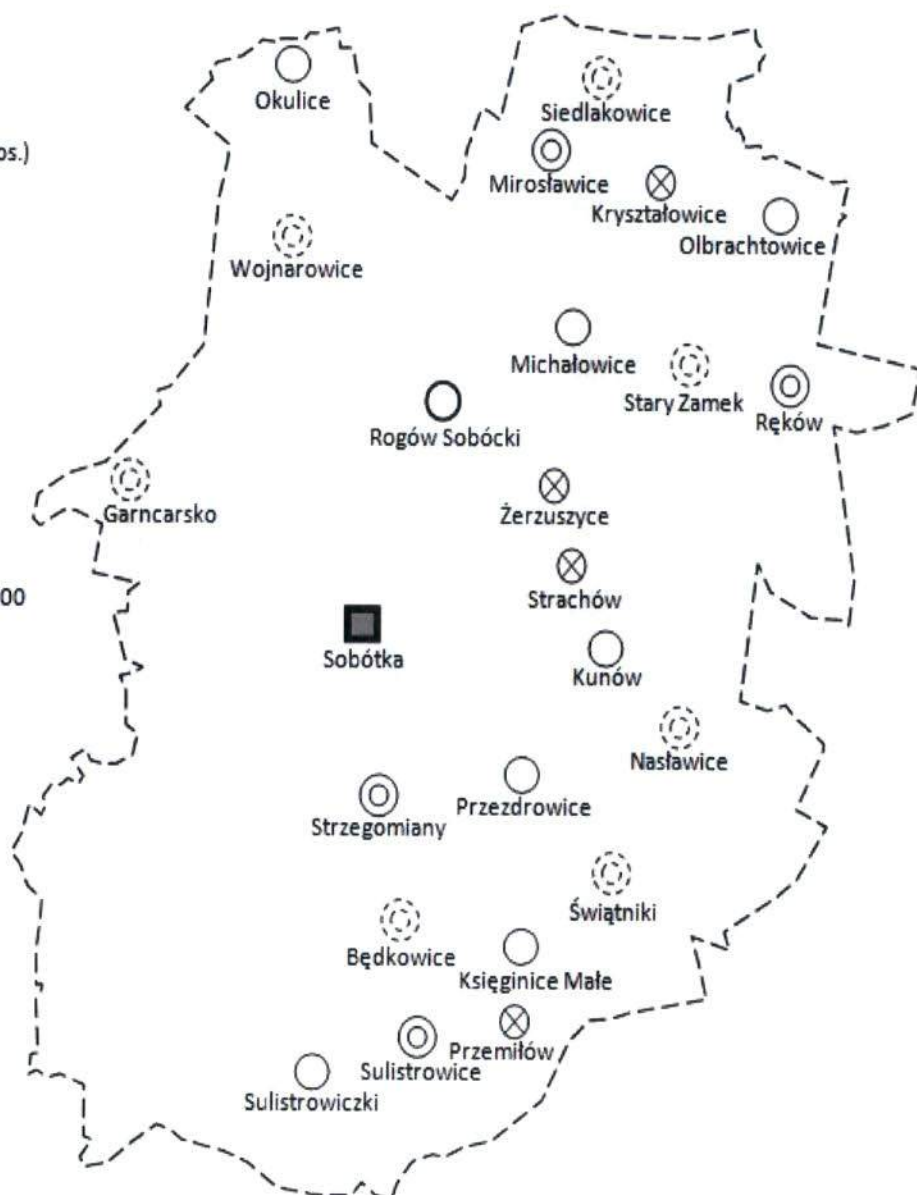 Okulice
Siedlakowice
os.)
Mirosławice
Kryształowice
Olbrachtowice
Wojnarowice
Michałowice
Stary Zamek
Ręków
Rogów Sobócki
Garncarsko
Żerzuszyce
00
Strachów
Sobótka
Kunów
Nasławice
Przezdrowice
Strzegomiany
Świątniki
Będkowice
Księginice Małe
Przemiłów
Sulistrowice
Sulistrowiczki